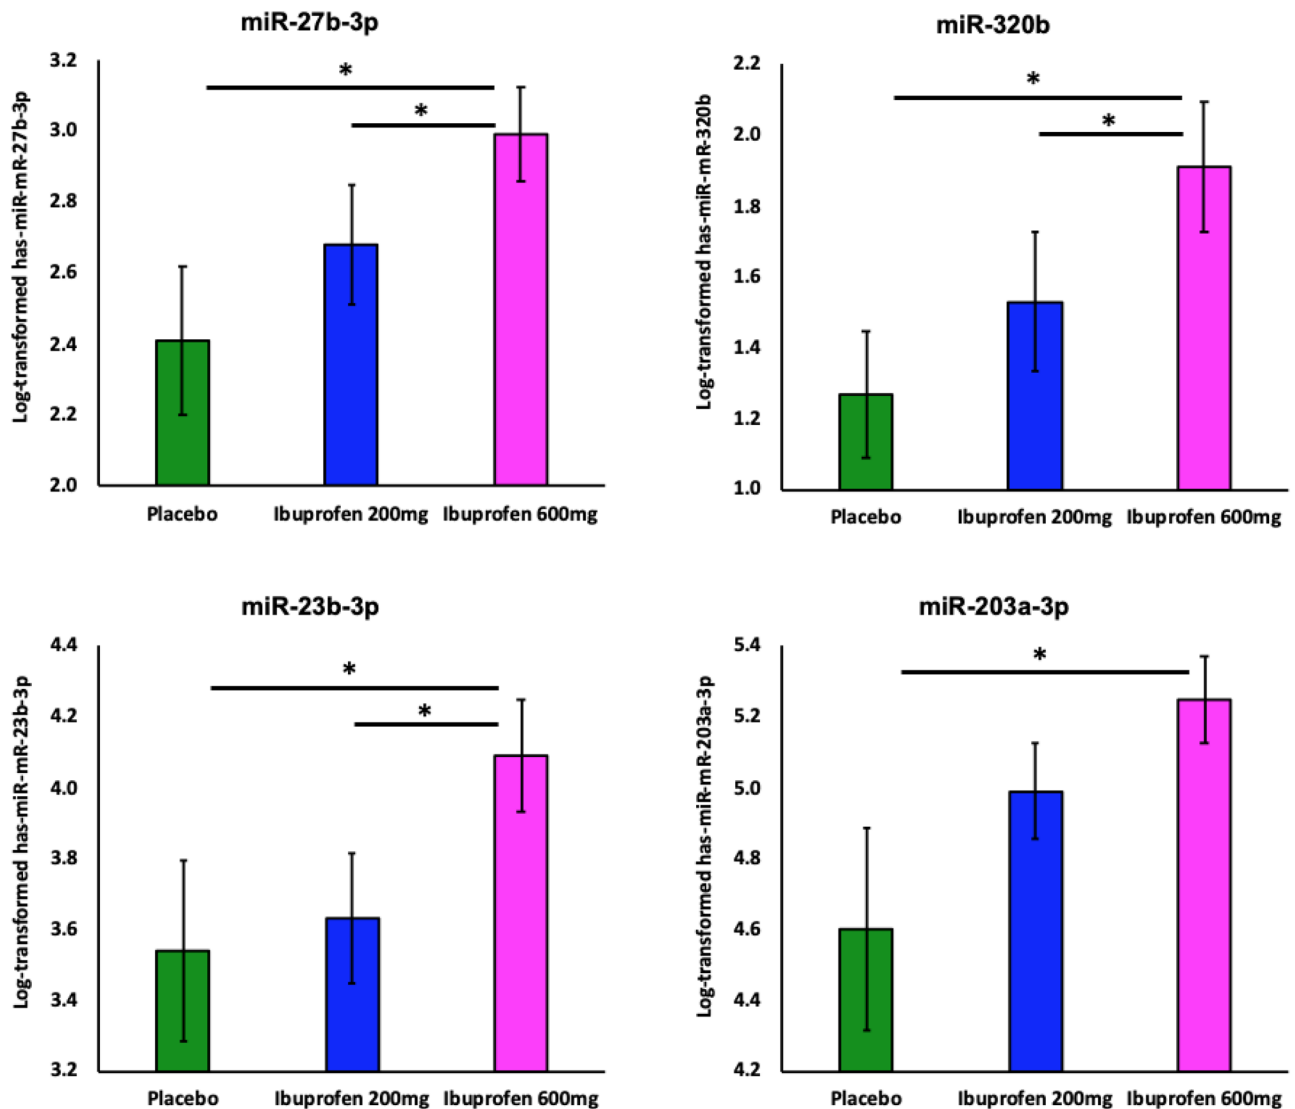 miR-27b-3p
Log-transformed has-miR-mR-27b-3p
3.2
3.0
2.8
2.6
2.4
2.2
2.0
*
*
Placebo Ibuprofen 200mg Ibuprofen 600mg
miR-320b
Log-transformed has-miR-mR-320b
2.2
2.0
1.8
1.6
1.4
1.2
1.0
*
*
Placebo Ibuprofen 200mg Ibuprofen 600mg
miR-23b-3p
Log-transformed has-miR-mR-23b-3p
4.4
4.2
4.0
3.8
3.6
3.4
3.2
*
*
Placebo Ibuprofen 200mg Ibuprofen 600mg
miR-203a-3p
Log-transformed has-miR-mR-203a-3p
5.4
5.2
5.0
4.8
4.6
4.4
4.2
*
Placebo Ibuprofen 200mg Ibuprofen 600mg